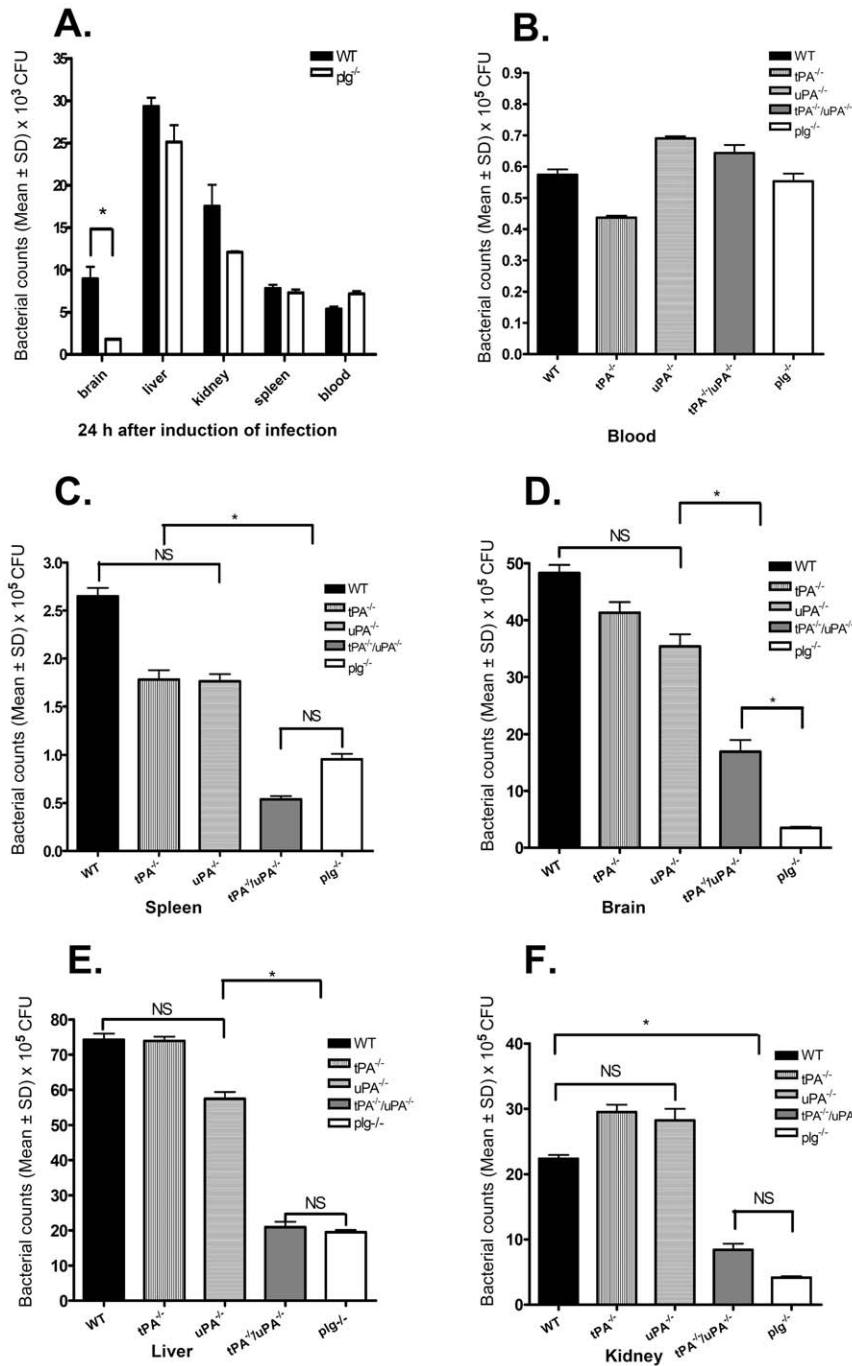 A.
Bacterial counts (Mean ± SD) x 10³ CFU
35
30
25
20
15
10
5
0
WT
plg⁻/⁻
*
brain
liver
kidney
spleen
blood
24 h after induction of infection
B.
Bacterial counts (Mean ± SD) x 10⁵ CFU
0.9
0.8
0.7
0.6
0.5
0.4
0.3
0.2
0.1
0.0
WT
tPA⁻/⁻
uPA⁻/⁻
tPA⁻/⁻/uPA⁻/⁻
plg⁻/⁻
WT
tPA⁻/⁻
uPA⁻/⁻
tPA⁻/⁻/uPA⁻/⁻
plg⁻/⁻
Blood
C.
Bacterial counts (Mean ± SD) x 10⁵ CFU
3.0
2.5
2.0
1.5
1.0
0.5
0.0
*
NS
NS
WT
tPA⁻/⁻
uPA⁻/⁻
tPA⁻/⁻/uPA⁻/⁻
plg⁻/⁻
WT
tPA⁻/⁻
uPA⁻/⁻
tPA⁻/⁻/uPA⁻/⁻
plg⁻/⁻
Spleen
D.
Bacterial counts (Mean ± SD) x 10⁵ CFU
50
40
30
20
10
0
*
NS
*
WT
tPA⁻/⁻
uPA⁻/⁻
tPA⁻/⁻/uPA⁻/⁻
plg⁻/⁻
WT
tPA⁻/⁻
uPA⁻/⁻
tPA⁻/⁻/uPA⁻/⁻
plg⁻/⁻
Brain
E.
Bacterial counts (Mean ± SD) x 10⁵ CFU
80
70
60
50
40
30
20
10
0
*
NS
NS
WT
tPA⁻/⁻
uPA⁻/⁻
tPA⁻/⁻/uPA⁻/⁻
plg-/-
WT
tPA⁻/⁻
uPA⁻/⁻
tPA⁻/⁻/uPA⁻/⁻
plg-/-
Liver
F.
Bacterial counts (Mean ± SD) x 10⁵ CFU
40
30
20
10
0
*
NS
NS
WT
tPA⁻/⁻
uPA⁻/⁻
tPA⁻/⁻/uPA
plg⁻/⁻
WT
tPA⁻/⁻
uPA⁻/⁻
tPA⁻/⁻/uPA⁻/⁻
plg⁻/⁻
Kidney